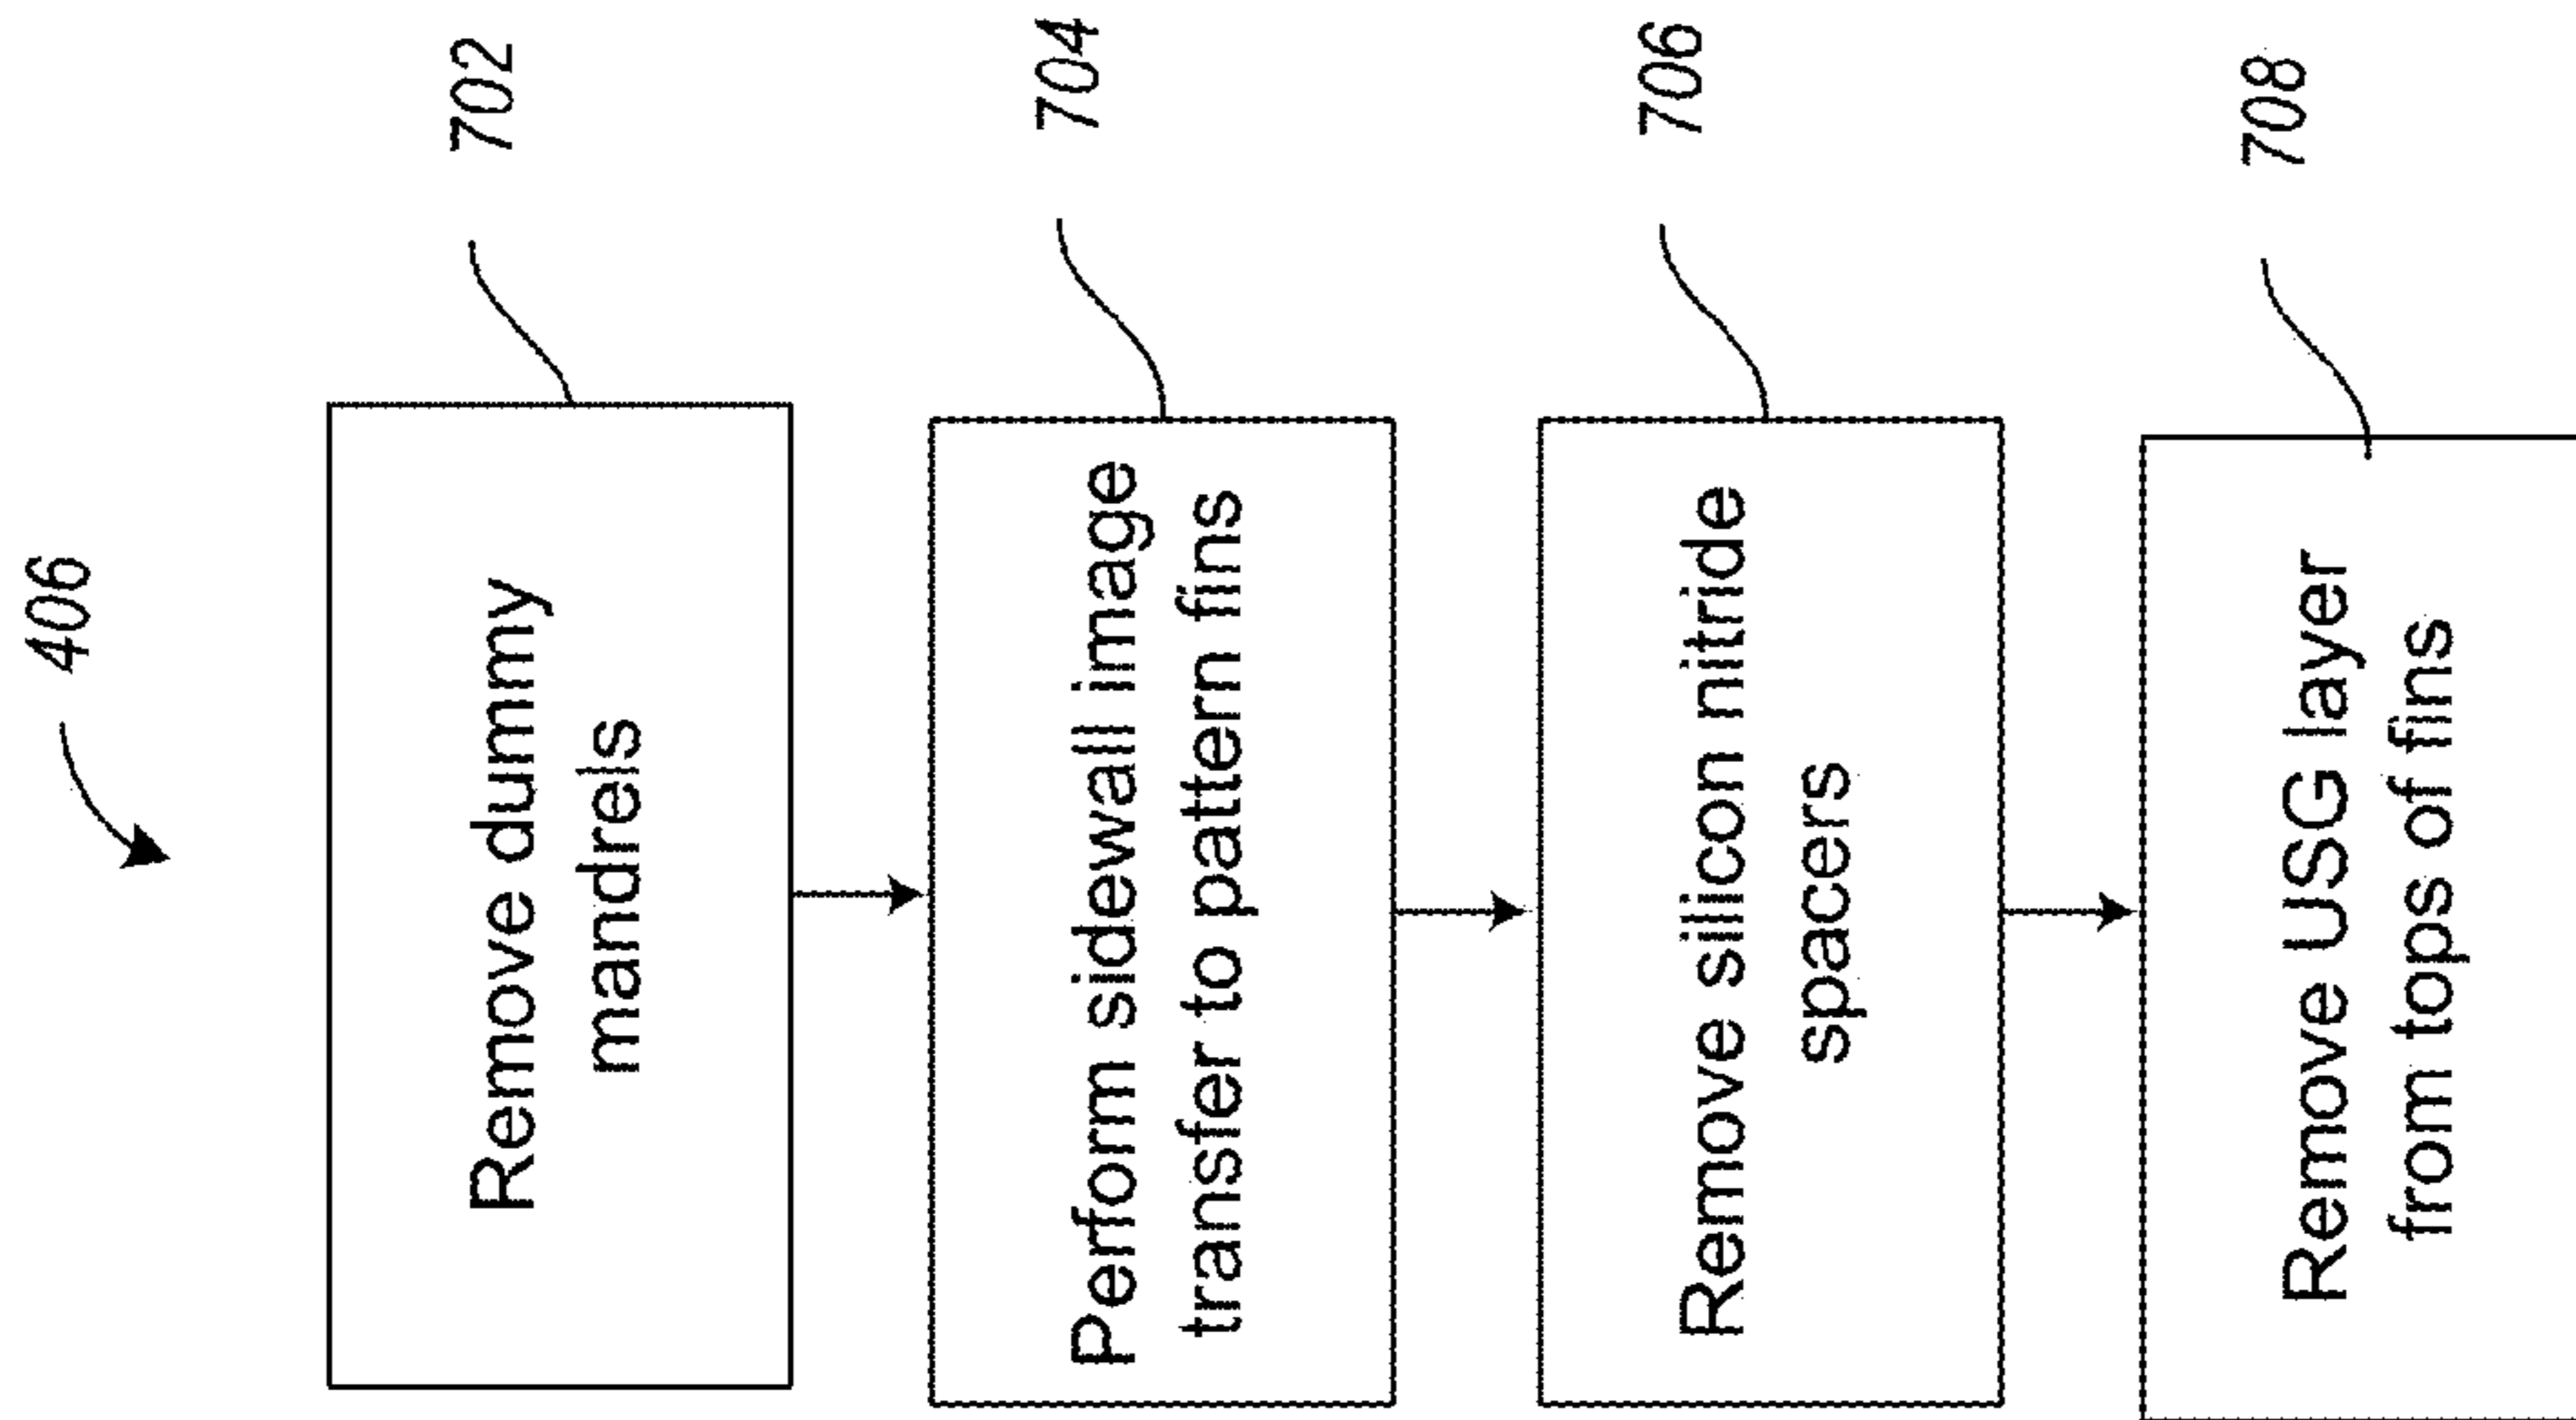 406
702
Remove dummy
mandrels
704
Perform sidewall image
transfer to pattern fins
706
Remove silicon nitride
spacers
708
Remove USG layer
from tops of fins